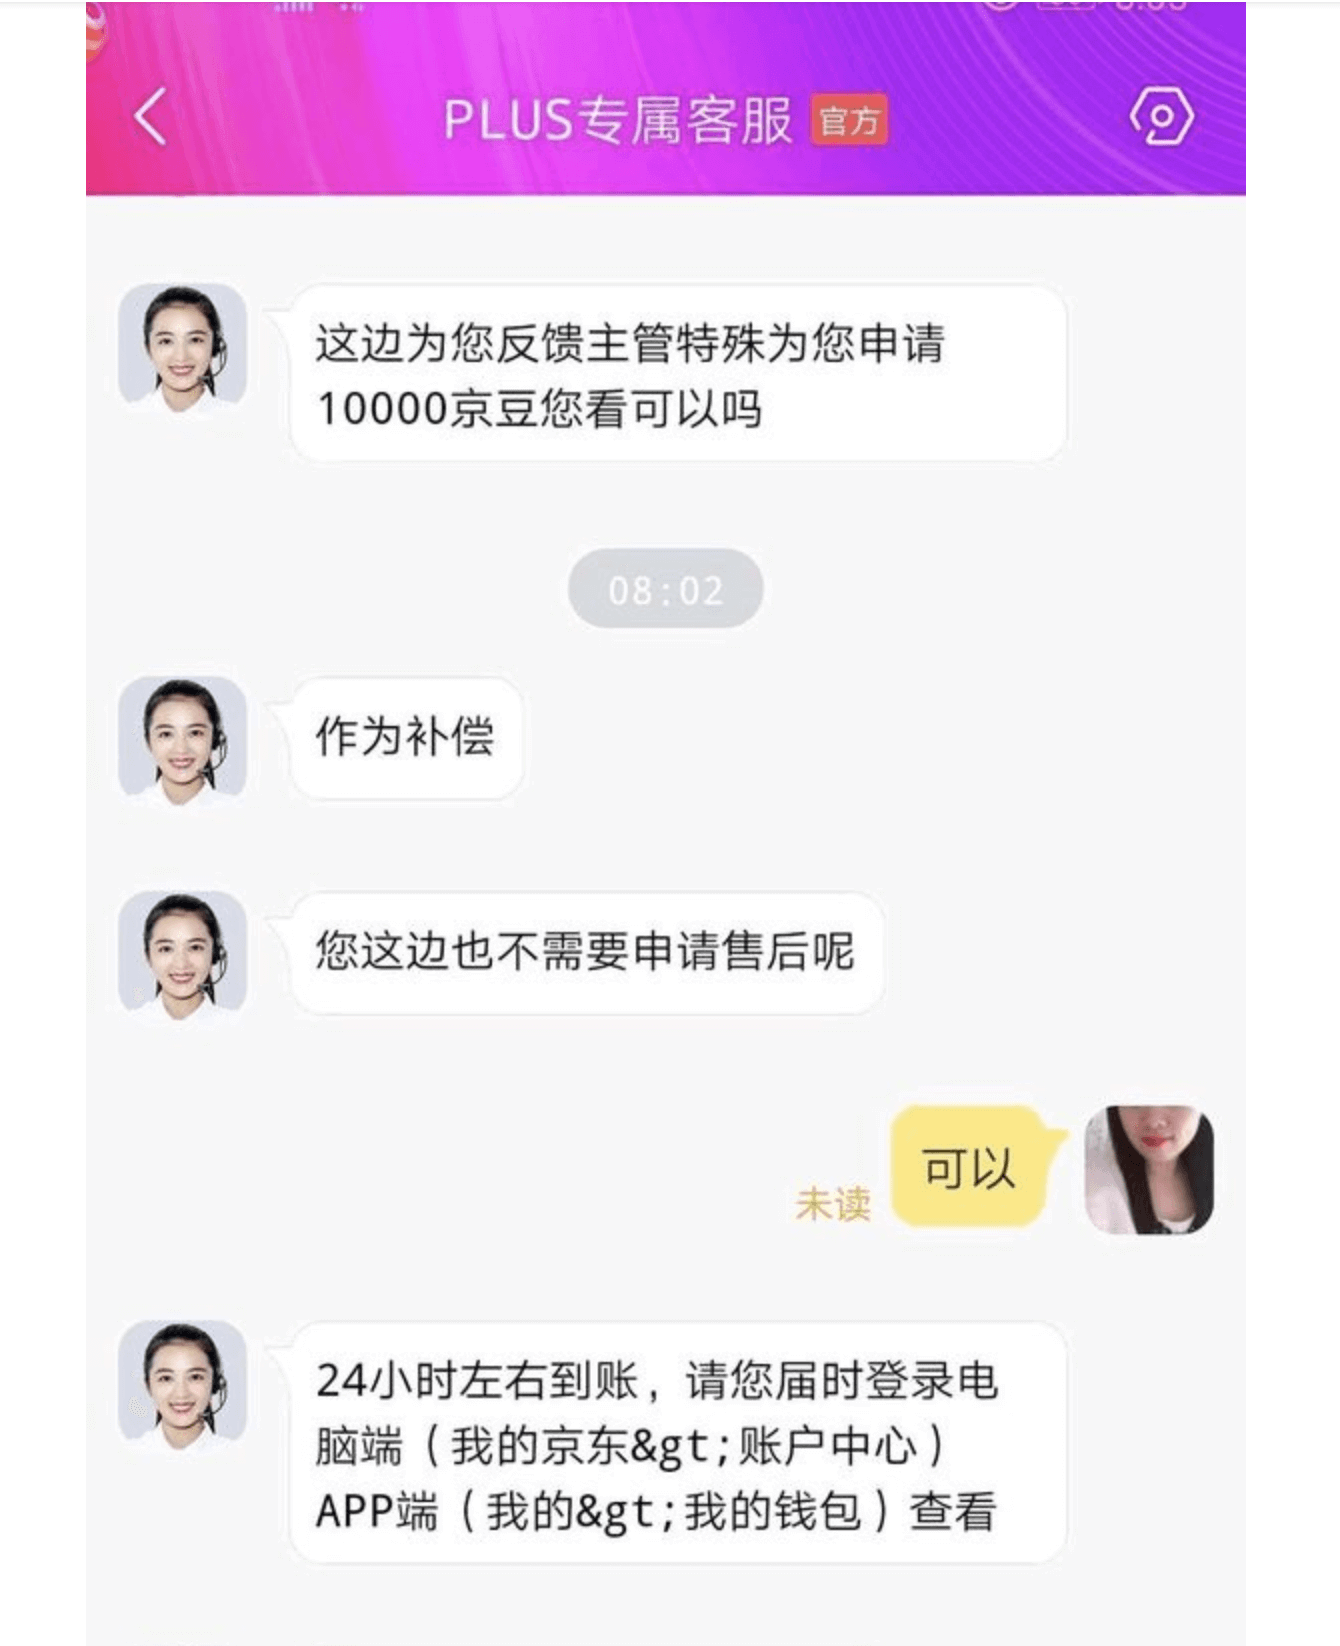 PLUS专属客服 官方
这边为您反馈主管特殊为您申请
10000京豆您看可以吗
08:02
作为补偿
您这边也不需要申请售后呢
可以
未读
24小时左右到账，请您届时登录电
脑端（我的京东&gt;账户中心）
APP端（我的&gt;我的钱包）查看